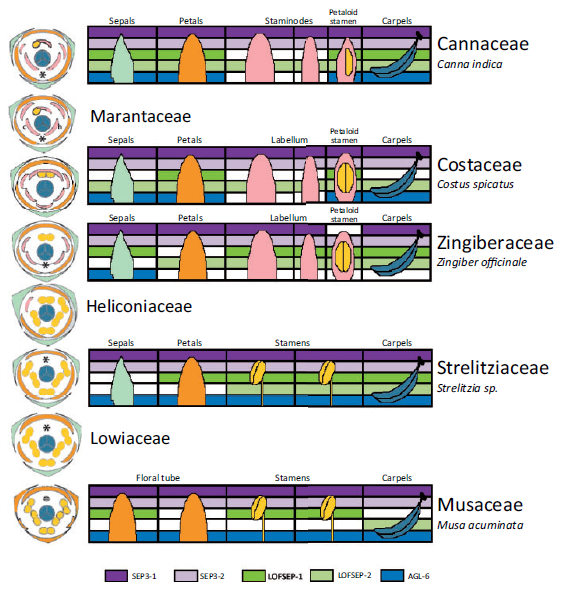 Sepals Petals Staminodes Petaloid stamen Carpels
Cannaceae
Canna indica
*
Marantaceae
*
Sepals Petals Labellum Petaloid stamen Carpels
Costaceae
Costus spicatus
*
Sepals Petals Labellum Petaloid stamen Carpels
Zingiberaceae
Zingiber officinale
*
Heliconiaceae
Sepals Petals Stamens Carpels
Strelitziaceae
Strelitzia sp.
*
Lowiaceae
*
Floral tube Stamens Carpels
Musaceae
Musa acuminata
SEP3-1 SEP3-2 LOFSEP-1 LOFSEP-2 AGL-6